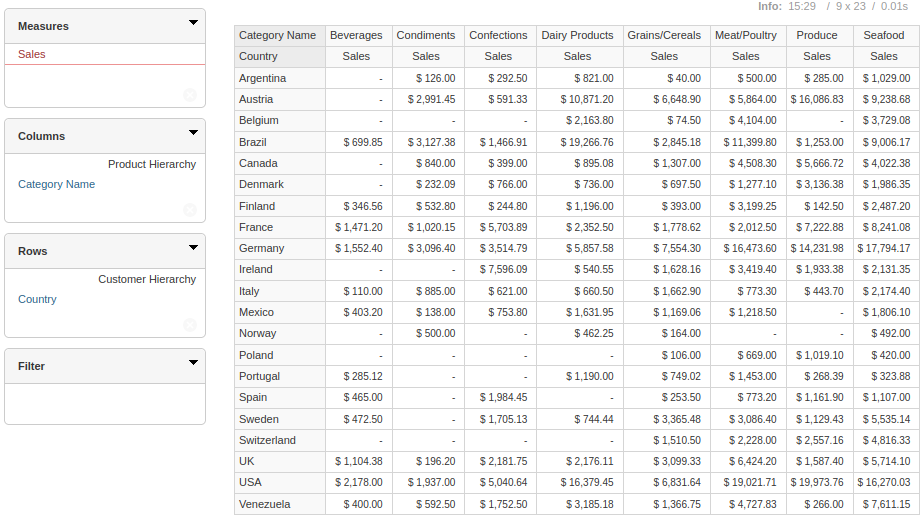 Info: 15:29 / 9 x 23 / 0.01s
Measures
Sales
Columns
Product Hierarchy
Category Name
Rows
Customer Hierarchy
Country
Filter
Category Name Beverages Condiments Confections Dairy Products Grains/Cereals Meat/Poultry Produce Seafood
Country Sales Sales Sales Sales Sales Sales Sales Sales
Argentina - $ 126.00 $ 292.50 $ 821.00 $ 40.00 $ 500.00 $ 285.00 $ 1,029.00
Austria - $ 2,991.45 $ 591.33 $ 10,871.20 $ 6,648.90 $ 5,864.00 $ 16,086.83 $ 9,238.68
Belgium - - - $ 2,163.80 $ 74.50 $ 4,104.00 - $ 3,729.08
Brazil $ 699.85 $ 3,127.38 $ 1,466.91 $ 19,266.76 $ 2,845.18 $ 11,399.80 $ 1,253.00 $ 9,006.17
Canada - $ 840.00 $ 399.00 $ 895.08 $ 1,307.00 $ 4,508.30 $ 5,666.72 $ 4,022.38
Denmark - $ 232.09 $ 766.00 $ 736.00 $ 697.50 $ 1,277.10 $ 3,136.38 $ 1,986.35
Finland $ 346.56 $ 532.80 $ 244.80 $ 1,196.00 $ 393.00 $ 3,199.25 $ 142.50 $ 2,487.20
France $ 1,471.20 $ 1,020.15 $ 5,703.89 $ 2,352.50 $ 1,778.62 $ 2,012.50 $ 7,222.88 $ 8,241.08
Germany $ 1,552.40 $ 3,096.40 $ 3,514.79 $ 5,857.58 $ 7,554.30 $ 16,473.60 $ 14,231.98 $ 17,794.17
Ireland - - $ 7,596.09 $ 540.55 $ 1,628.16 $ 3,419.40 $ 1,933.38 $ 2,131.35
Italy $ 110.00 $ 885.00 $ 621.00 $ 660.50 $ 1,662.90 $ 773.30 $ 443.70 $ 2,174.40
Mexico $ 403.20 $ 138.00 $ 753.80 $ 1,631.95 $ 1,169.06 $ 1,218.50 - $ 1,806.10
Norway - $ 500.00 - $ 462.25 $ 164.00 - - $ 492.00
Poland - - - - $ 106.00 $ 669.00 $ 1,019.10 $ 420.00
Portugal $ 285.12 - - $ 1,190.00 $ 749.02 $ 1,453.00 $ 268.39 $ 323.88
Spain $ 465.00 - $ 1,984.45 - $ 253.50 $ 773.20 $ 1,161.90 $ 1,107.00
Sweden $ 472.50 - $ 1,705.13 $ 744.44 $ 3,365.48 $ 3,086.40 $ 1,129.43 $ 5,535.14
Switzerland - - - - $ 1,510.50 $ 2,228.00 $ 2,557.16 $ 4,816.33
UK $ 1,104.38 $ 196.20 $ 2,181.75 $ 2,176.11 $ 3,099.33 $ 6,424.20 $ 1,587.40 $ 5,714.10
USA $ 2,178.00 $ 1,937.00 $ 5,040.64 $ 16,379.45 $ 6,831.64 $ 19,021.71 $ 19,973.76 $ 16,270.03
Venezuela $ 400.00 $ 592.50 $ 1,752.50 $ 3,185.18 $ 1,366.75 $ 4,727.83 $ 266.00 $ 7,611.15